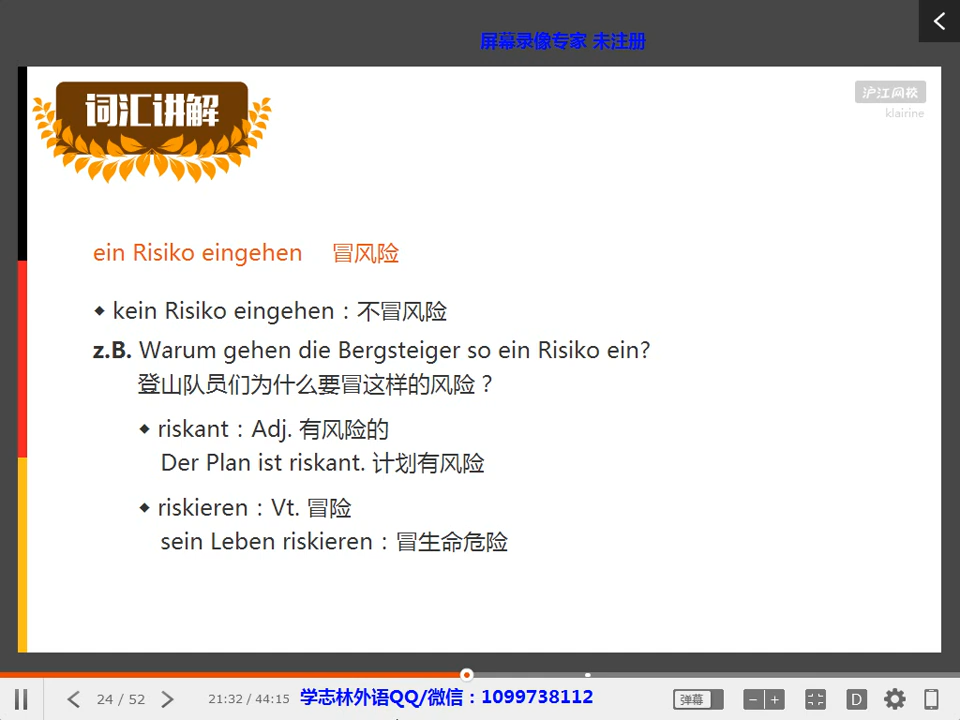 屏幕录像专家 未注册
词汇讲解
沪江网校
klairine
ein Risiko eingehen 冒风险
◆ kein Risiko eingehen：不冒风险
z.B. Warum gehen die Bergsteiger so ein Risiko ein?
登山队员们为什么要冒这样的风险？
◆ riskant：Adj. 有风险的
Der Plan ist riskant. 计划有风险
◆ riskieren：Vt. 冒险
sein Leben riskieren：冒生命危险
24 / 52
21:32 / 44:15
学志林外语QQ/微信：1099738112
弹幕
D